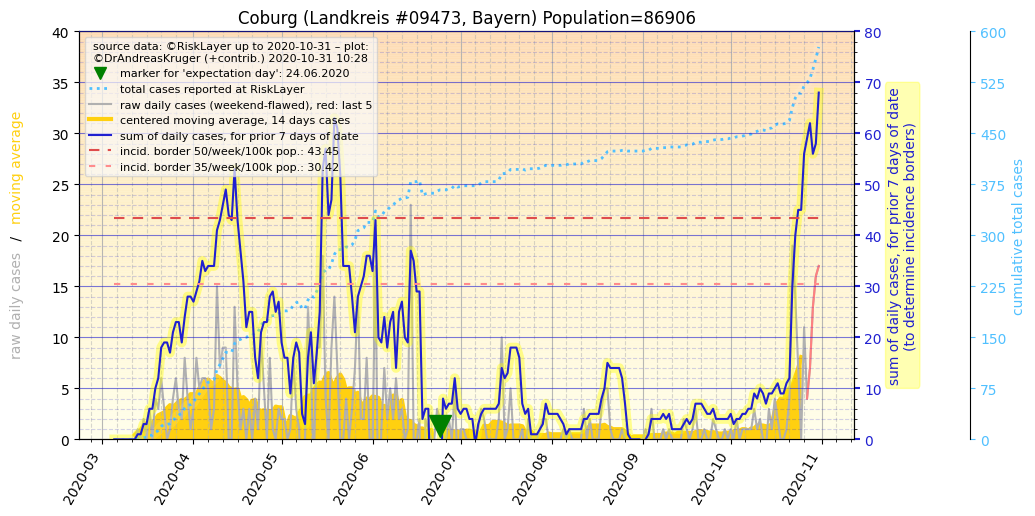 Coburg (Landkreis #09473, Bayern) Population=86906
source data: ©RiskLayer up to 2020-10-31 – plot:
©DrAndreasKruger (+contrib.) 2020-10-31 10:28
marker for 'expectation day': 24.06.2020
total cases reported at RiskLayer
raw daily cases (weekend-flawed), red: last 5
centered moving average, 14 days cases
sum of daily cases, for prior 7 days of date
incid. border 50/week/100k pop.: 43.45
incid. border 35/week/100k pop.: 30.42
raw daily cases / moving average
40
35
30
25
20
15
10
5
0
2020-03
2020-04
2020-05
2020-06
2020-07
2020-08
2020-09
2020-10
2020-11
80
70
60
50
40
30
20
10
0
sum of daily cases, for prior 7 days of date
(to determine incidence borders)
600
525
450
375
300
225
150
75
0
cumulative total cases